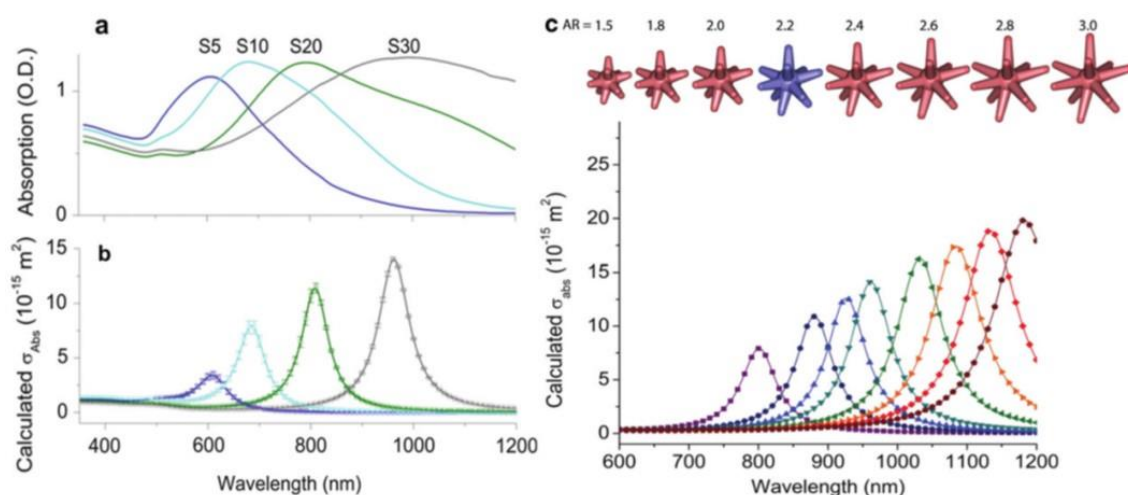 a
S5 S10 S20 S30
Absorption (O.D.)
1
0
b
Calculated σAbs (10⁻¹⁵ m²)
15
10
5
0
400 600 800 1000 1200
Wavelength (nm)
c
AR = 1.5 1.8 2.0 2.2 2.4 2.6 2.8 3.0
Calculated σabs (10⁻¹⁵ m²)
25
20
15
10
5
0
600 700 800 900 1000 1100 1200
Wavelength (nm)